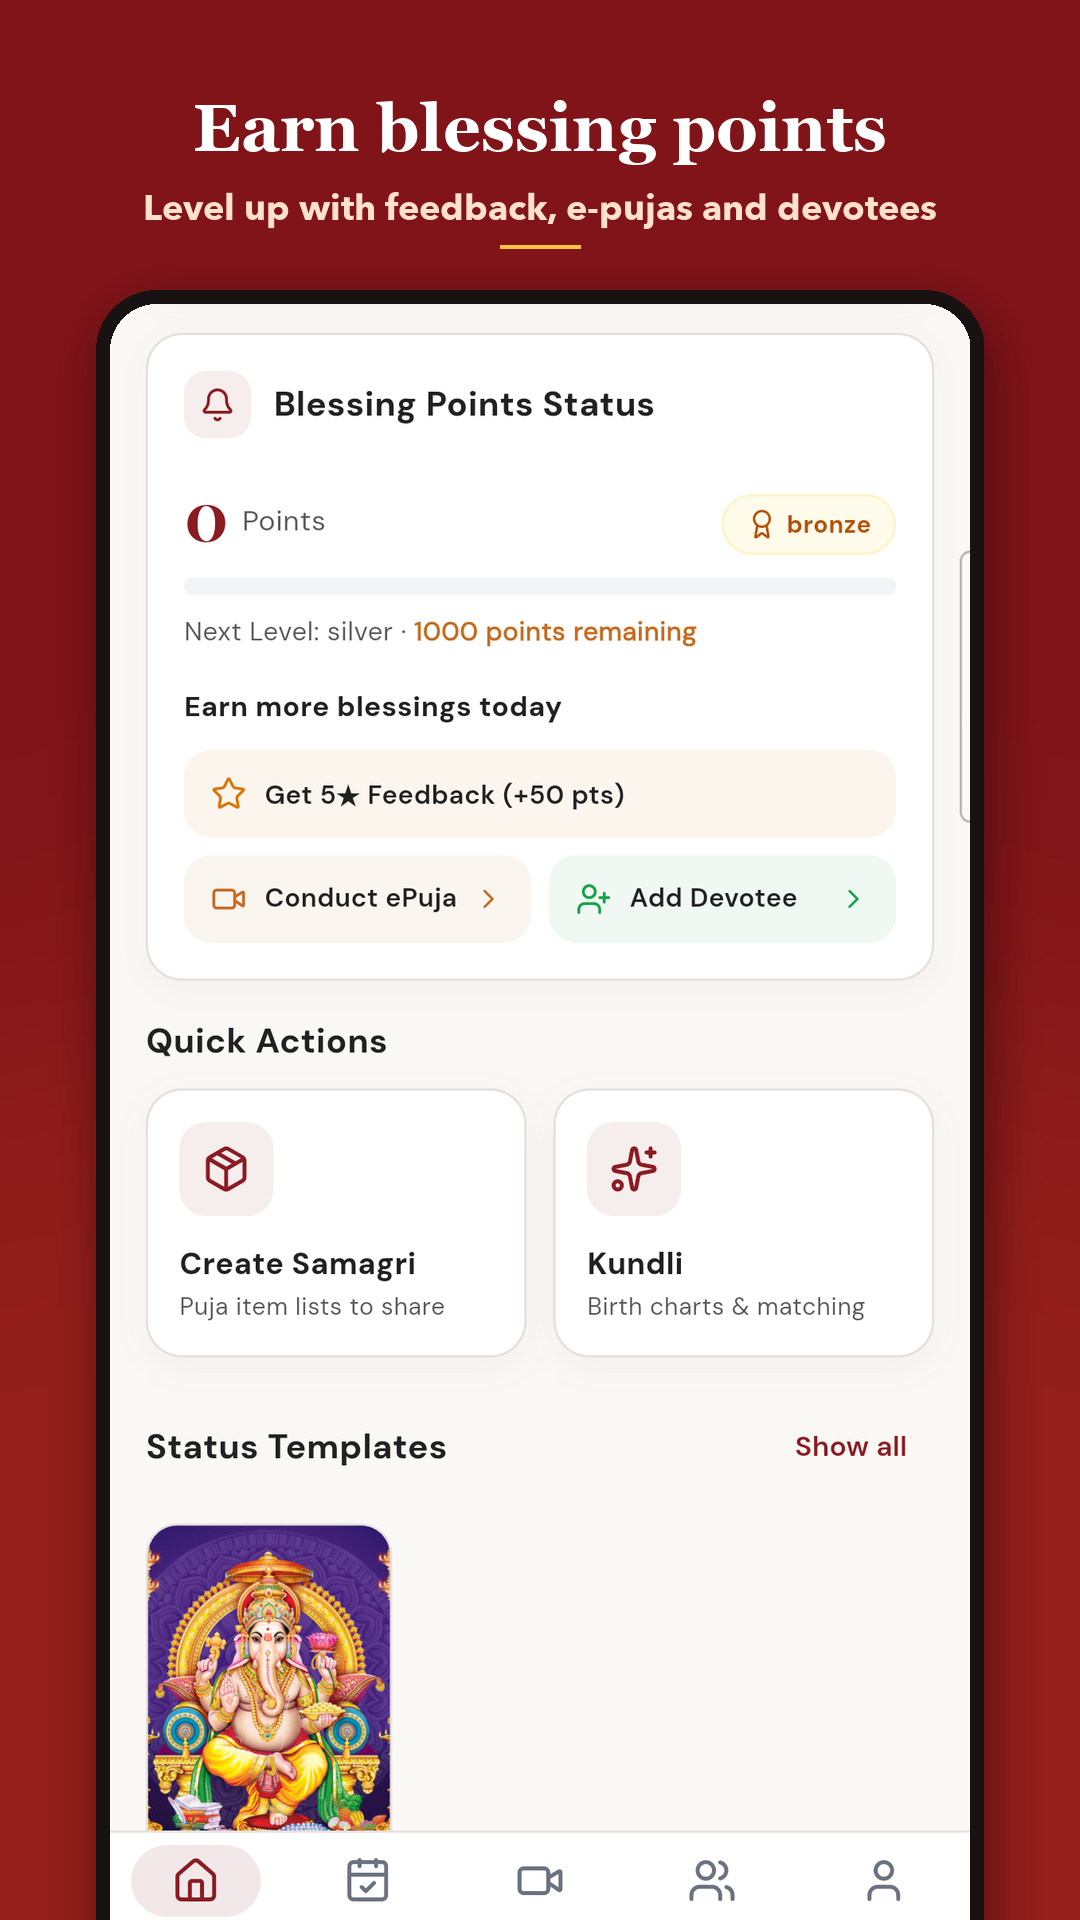 Earn blessing points
Level up with feedback, e-pujas and devotees
Blessing Points Status
0 Points
bronze
Next Level: silver · 1000 points remaining
Earn more blessings today
Get 5★ Feedback (+50 pts)
Conduct ePuja
Add Devotee
Quick Actions
Create Samagri
Puja item lists to share
Kundli
Birth charts & matching
Status Templates
Show all